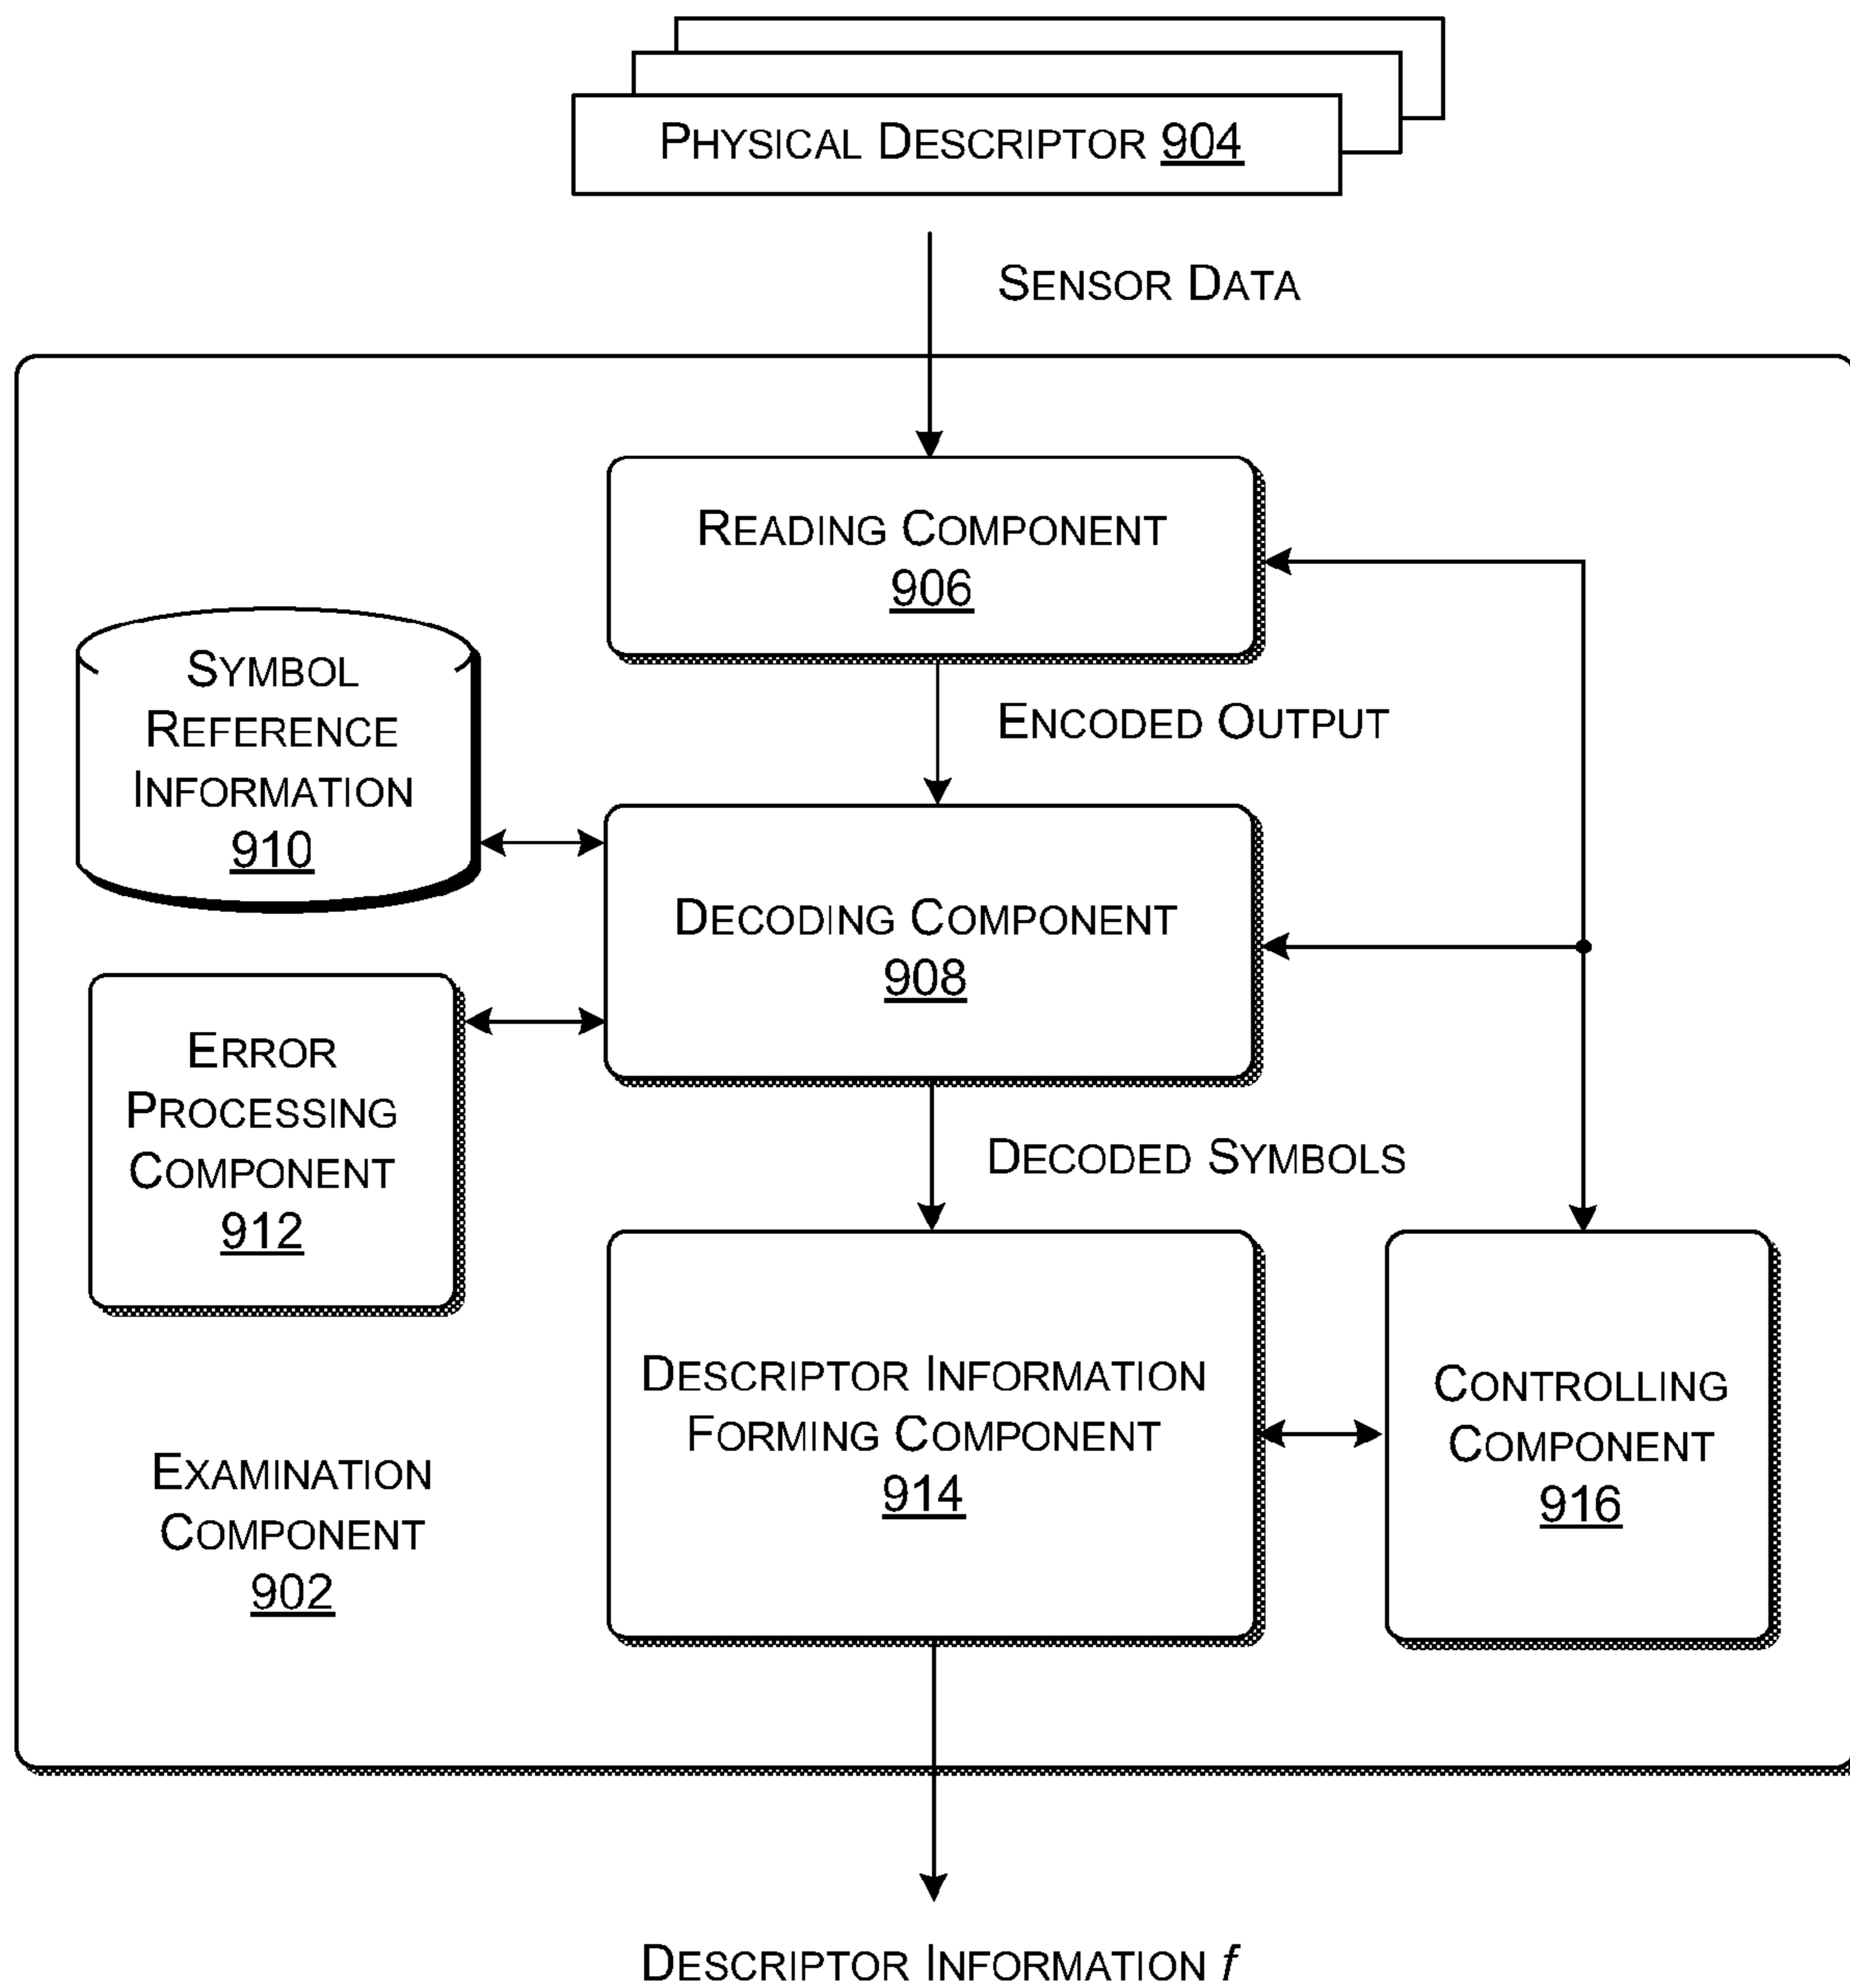 PHYSICAL DESCRIPTOR 904
SENSOR DATA
READING COMPONENT
906
SYMBOL
REFERENCE
INFORMATION
910
ENCODED OUTPUT
DECODING COMPONENT
908
ERROR
PROCESSING
COMPONENT
912
DECODED SYMBOLS
DESCRIPTOR INFORMATION
FORMING COMPONENT
914
CONTROLLING
COMPONENT
916
EXAMINATION
COMPONENT
902
DESCRIPTOR INFORMATION f